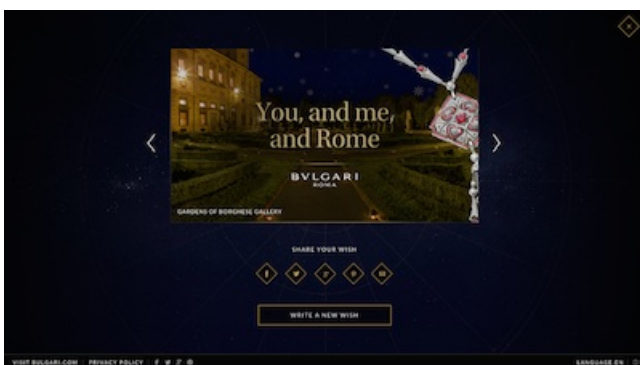 You, and me,
and Rome
BVLGARI
ROMA
GARDENS OF BORGHESE GALLERY
SHARE YOUR WISH
WRITE A NEW WISH
VISIT BULGARI.COM
PRIVACY POLICY
LANGUAGE EN